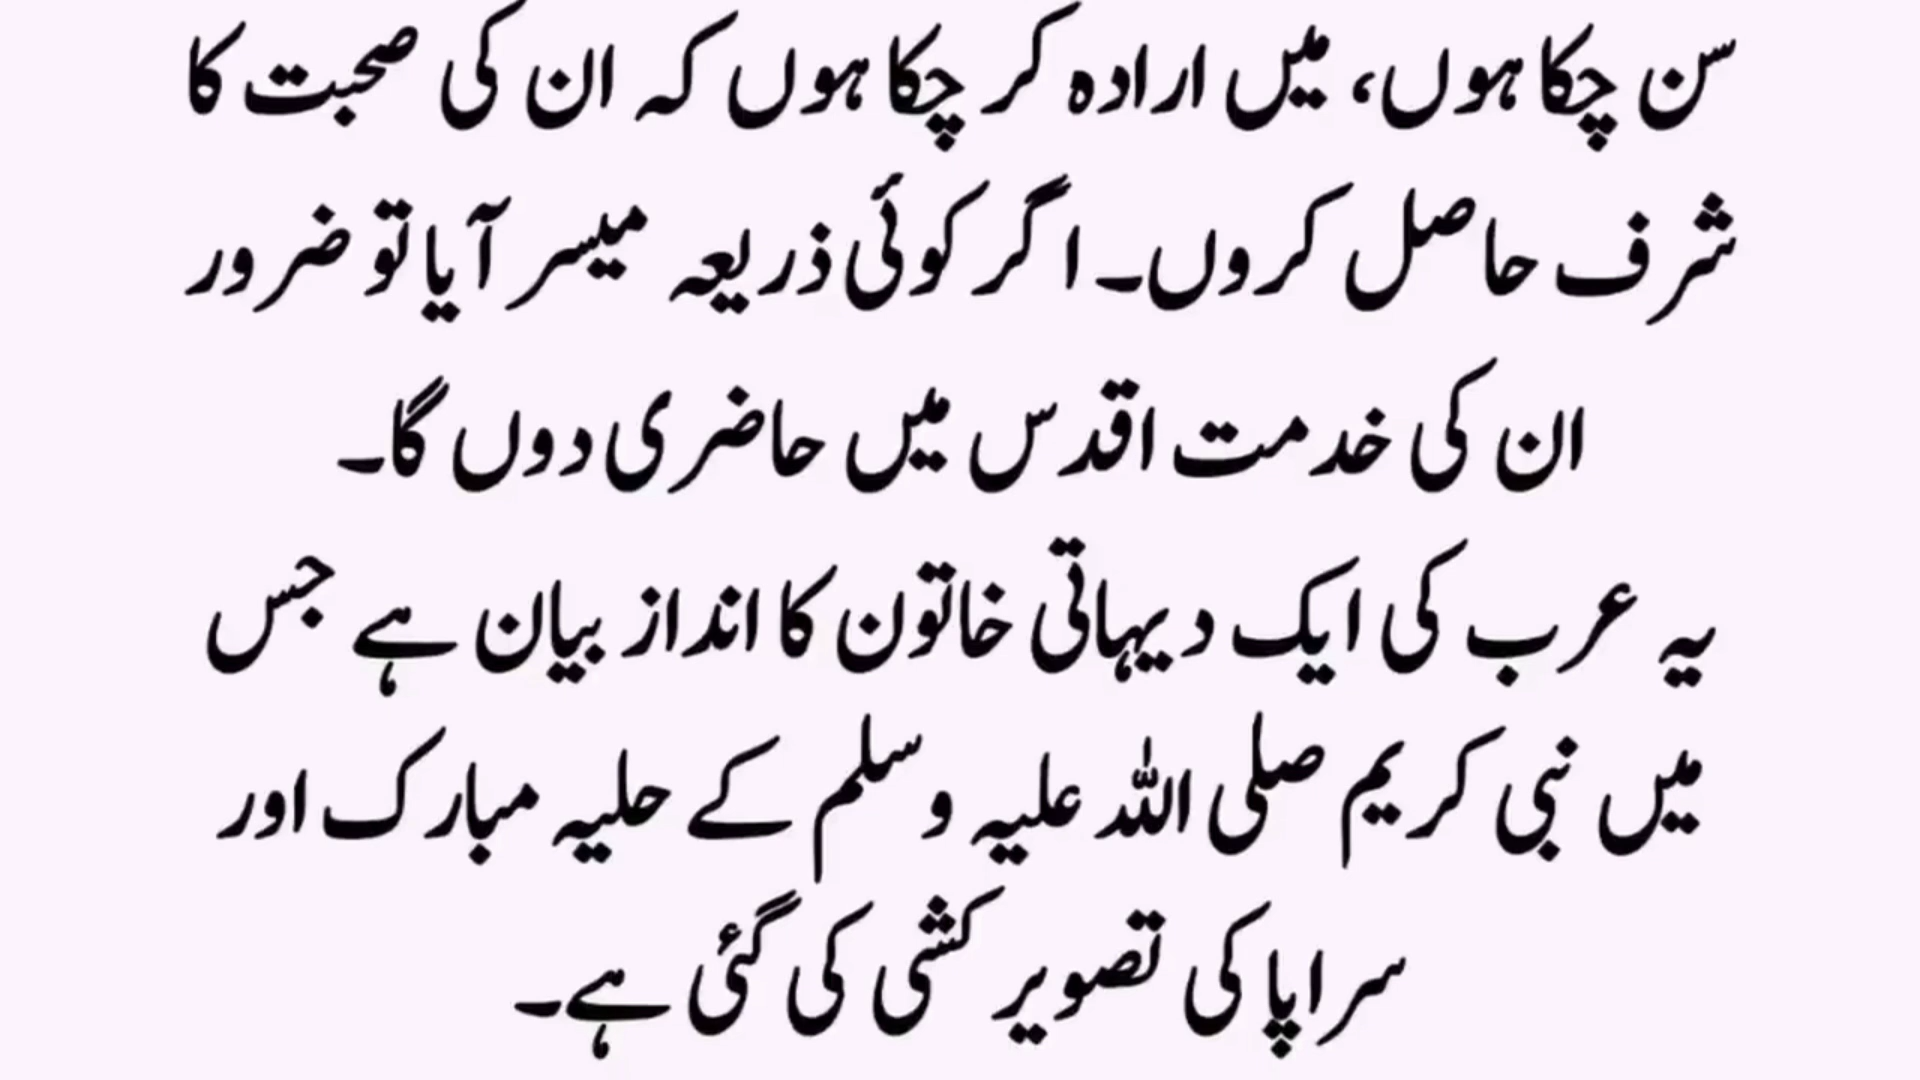 سن چکا ہوں، میں ارادہ کر چکا ہوں کہ ان کی صحبت کا
شرف حاصل کروں۔ اگر کوئی ذریعہ میسر آیا تو ضرور
ان کی خدمت اقدس میں حاضری دوں گا۔
یہ عرب کی ایک دیہاتی خاتون کا انداز بیان ہے جس
میں نبی کریم صلی اللہ علیہ وسلم کے حلیہ مبارک اور
سراپا کی تصویر کشی کی گئی ہے۔